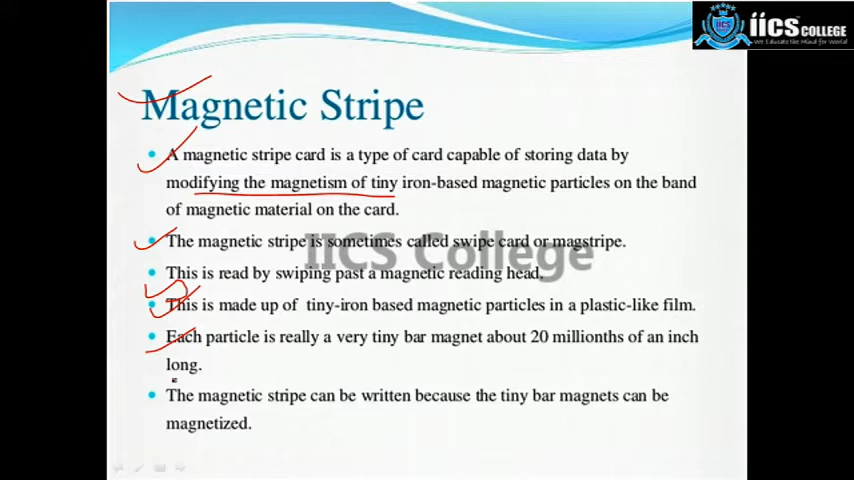 iiCS COLLEGE
We Educate the Mind for World
Magnetic Stripe
A magnetic stripe card is a type of card capable of storing data by
modifying the magnetism of tiny iron-based magnetic particles on the band
of magnetic material on the card.
The magnetic stripe is sometimes called swipe card or magstripe.
IICS College
This is read by swiping past a magnetic reading head.
This is made up of tiny-iron based magnetic particles in a plastic-like film.
Each particle is really a very tiny bar magnet about 20 millionths of an inch
long.
The magnetic stripe can be written because the tiny bar magnets can be
magnetized.